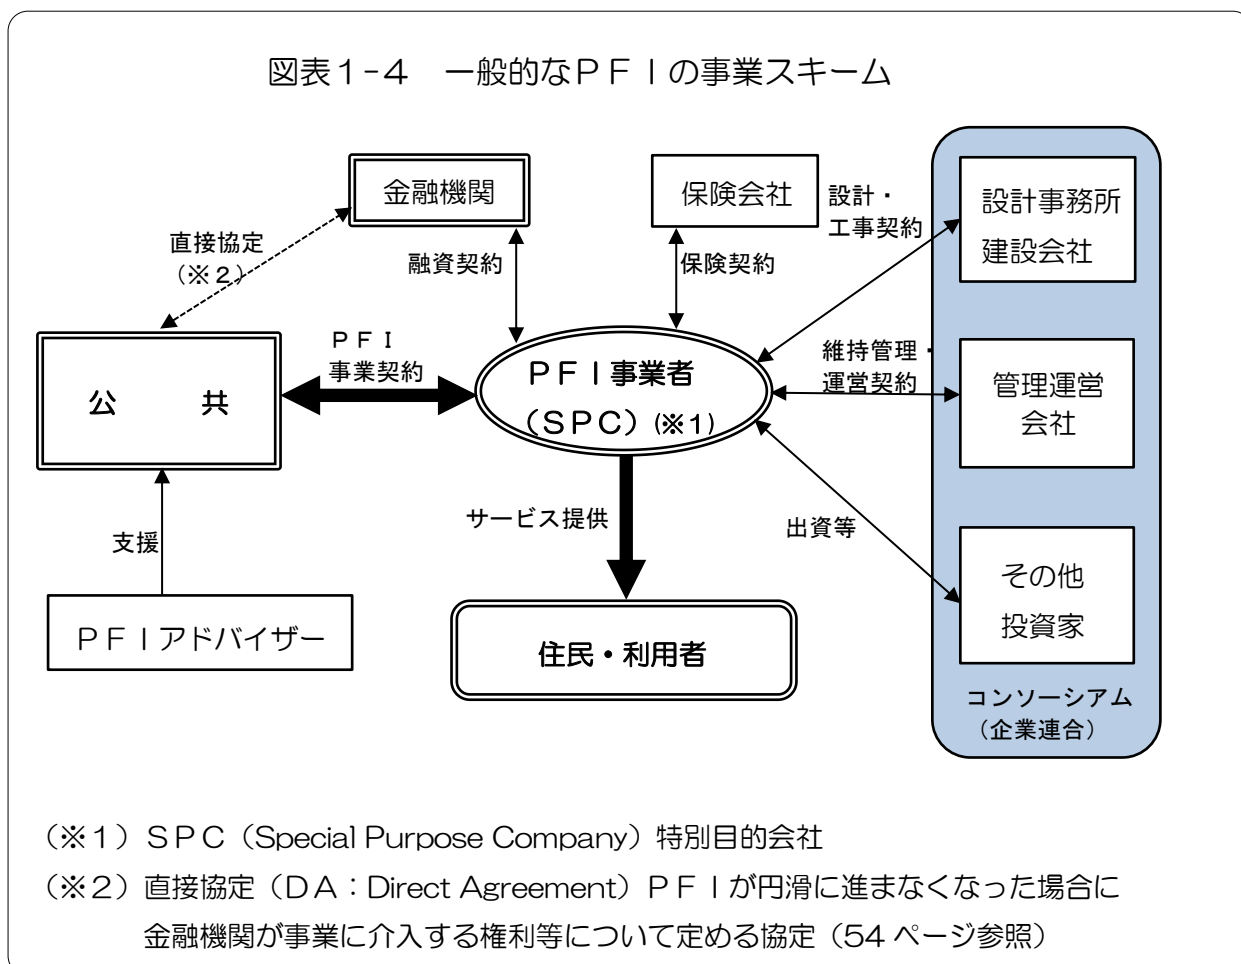 図表1-4　一般的なPFIの事業スキーム
金融機関
保険会社
設計・
工事契約
設計事務所
建設会社
直接協定
（※2）
融資契約
保険契約
PFI
事業契約
公　　共
PFI事業者
（SPC）(※1)
維持管理・
運営契約
管理運営
会社
サービス提供
出資等
支援
その他
投資家
PFIアドバイザー
住民・利用者
コンソーシアム
（企業連合）
（※1）SPC（Special Purpose Company）特別目的会社
（※2）直接協定（DA：Direct Agreement）PFIが円滑に進まなくなった場合に
金融機関が事業に介入する権利等について定める協定（54 ページ参照）